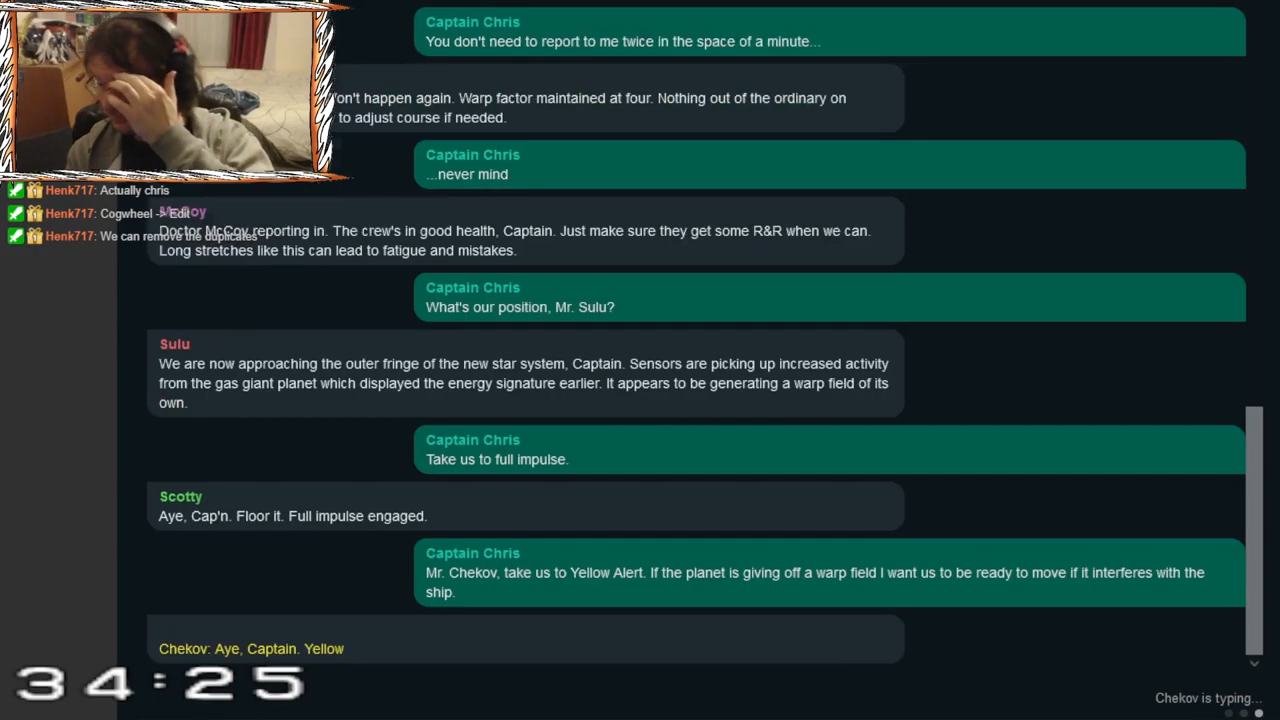 Captain Chris
You don't need to report to me twice in the space of a minute...
on't happen again. Warp factor maintained at four. Nothing out of the ordinary on
to adjust course if needed.
Captain Chris
...never mind
Henk717: Actually chris
Henk717: Cogwheel -> Edit
Henk717: We can remove the duplicates
McCoy
Doctor McCoy reporting in. The crew's in good health, Captain. Just make sure they get some R&R when we can.
Long stretches like this can lead to fatigue and mistakes.
Captain Chris
What's our position, Mr. Sulu?
Sulu
We are now approaching the outer fringe of the new star system, Captain. Sensors are picking up increased activity
from the gas giant planet which displayed the energy signature earlier. It appears to be generating a warp field of its
own.
Captain Chris
Take us to full impulse.
Scotty
Aye, Cap'n. Floor it. Full impulse engaged.
Captain Chris
Mr. Chekov, take us to Yellow Alert. If the planet is giving off a warp field I want us to be ready to move if it interferes with the
ship.
Chekov: Aye, Captain. Yellow
34:25
Chekov is typing...